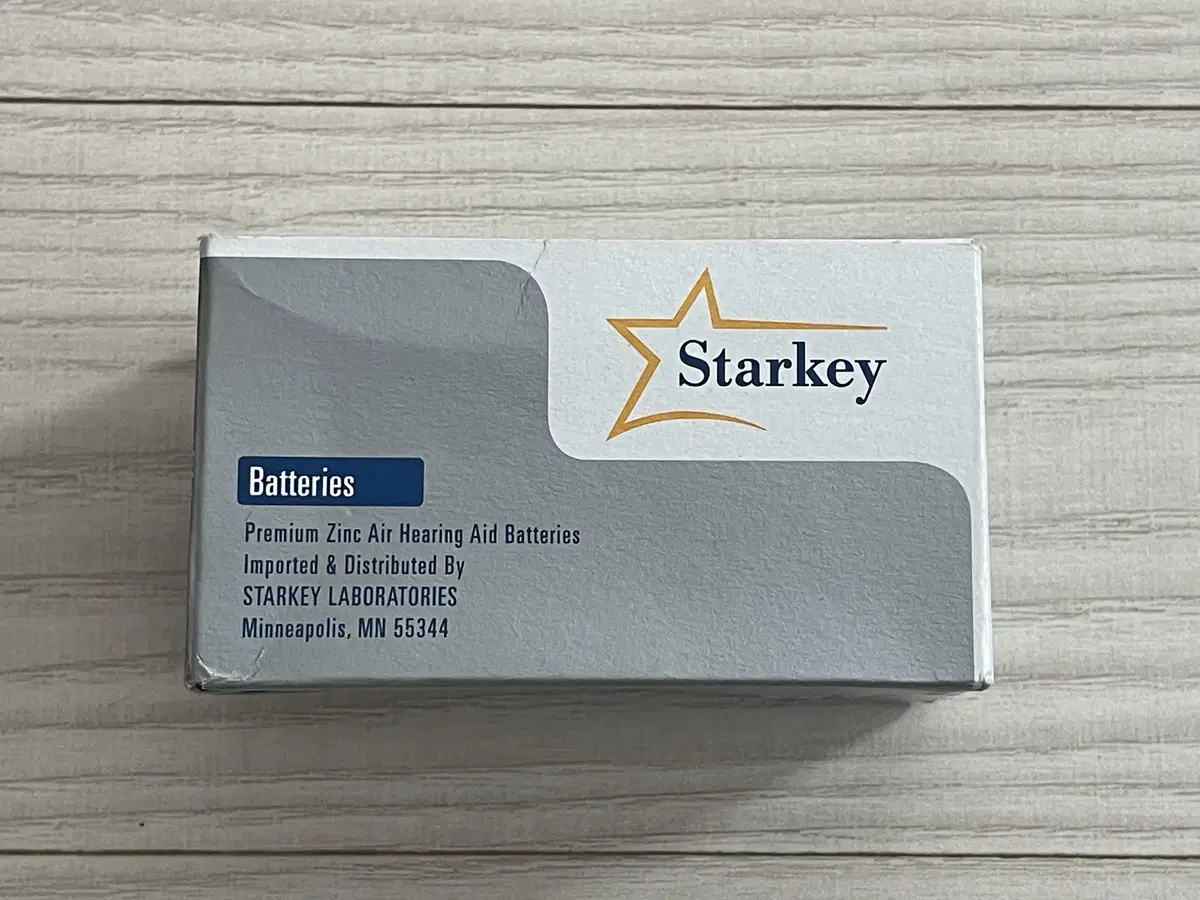 Starkey
Batteries
Premium Zinc Air Hearing Aid Batteries
Imported & Distributed By
STARKEY LABORATORIES
Minneapolis, MN 55344